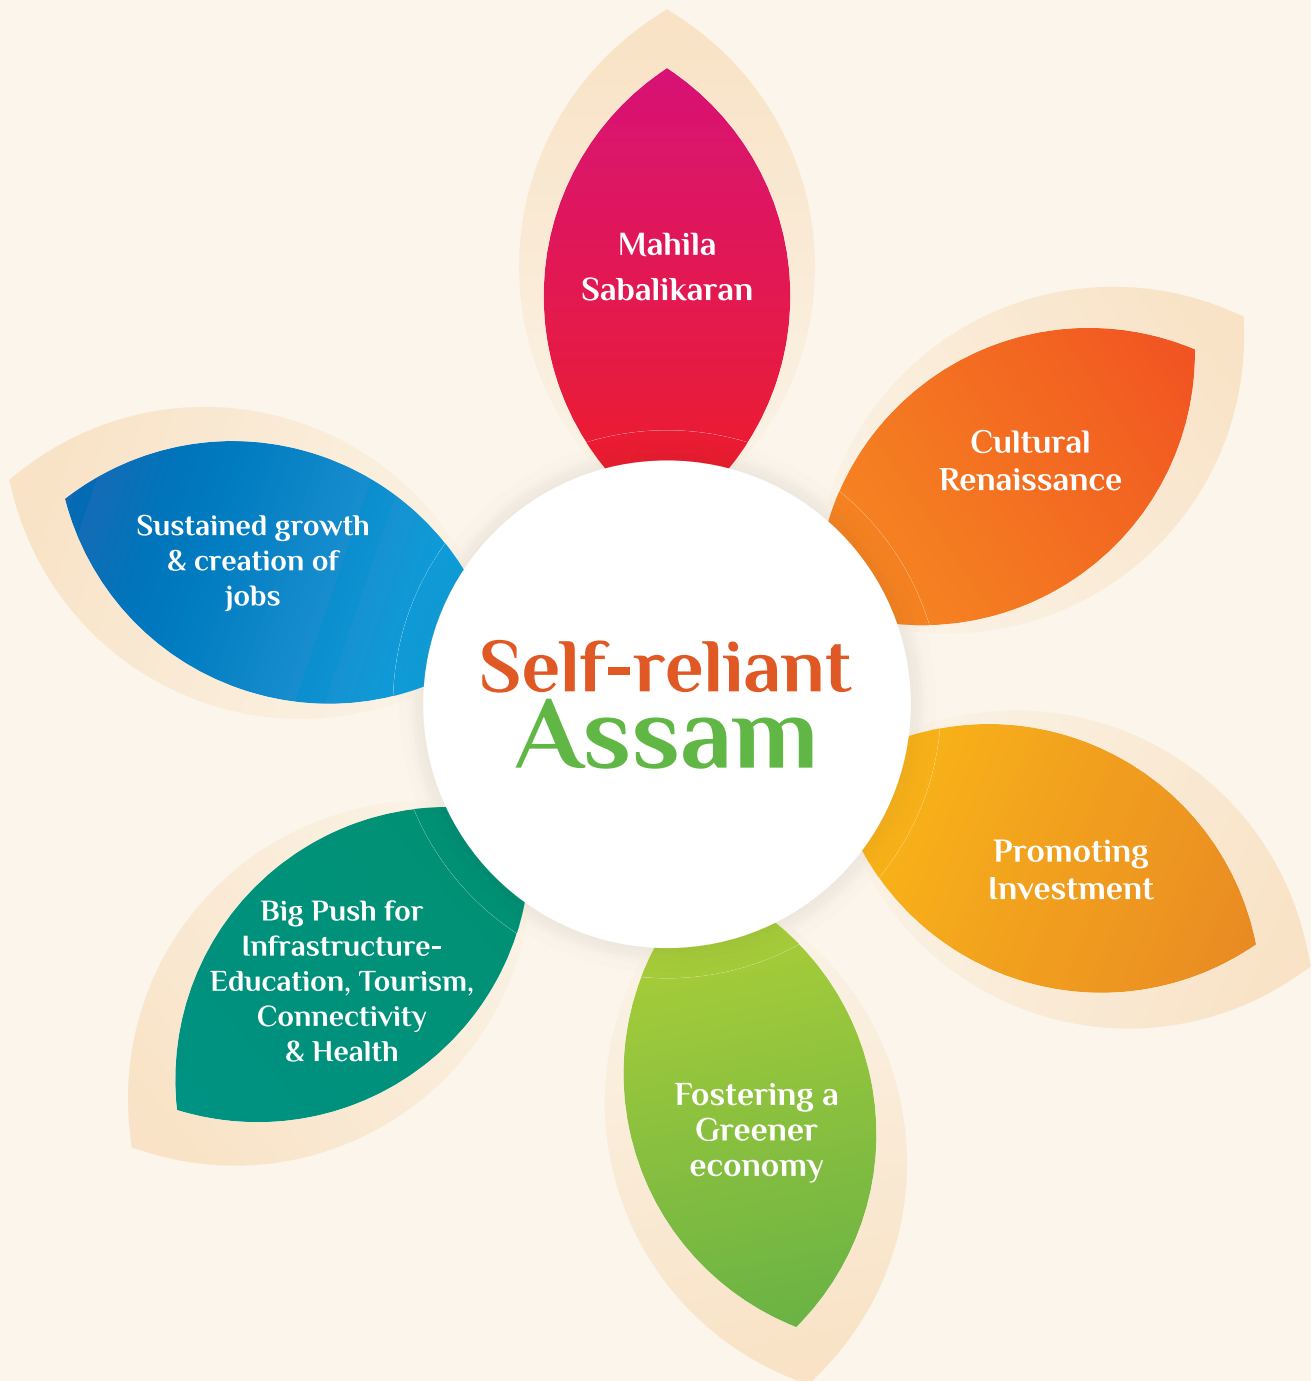 Mahila
Sabalikaran
Cultural
Renaissance
Sustained growth
& creation of
jobs
Self-reliant
Assam
Promoting
Investment
Big Push for
Infrastructure-
Education, Tourism,
Connectivity
& Health
Fostering a
Greener
economy